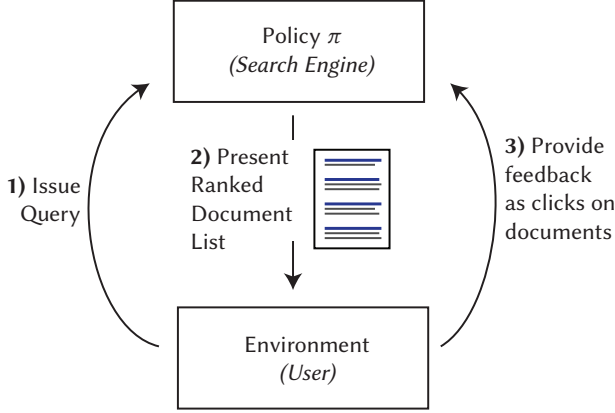 Policy π
(Search Engine)
1) Issue
Query
2) Present
Ranked
Document
List
3) Provide
feedback
as clicks on
documents
Environment
(User)